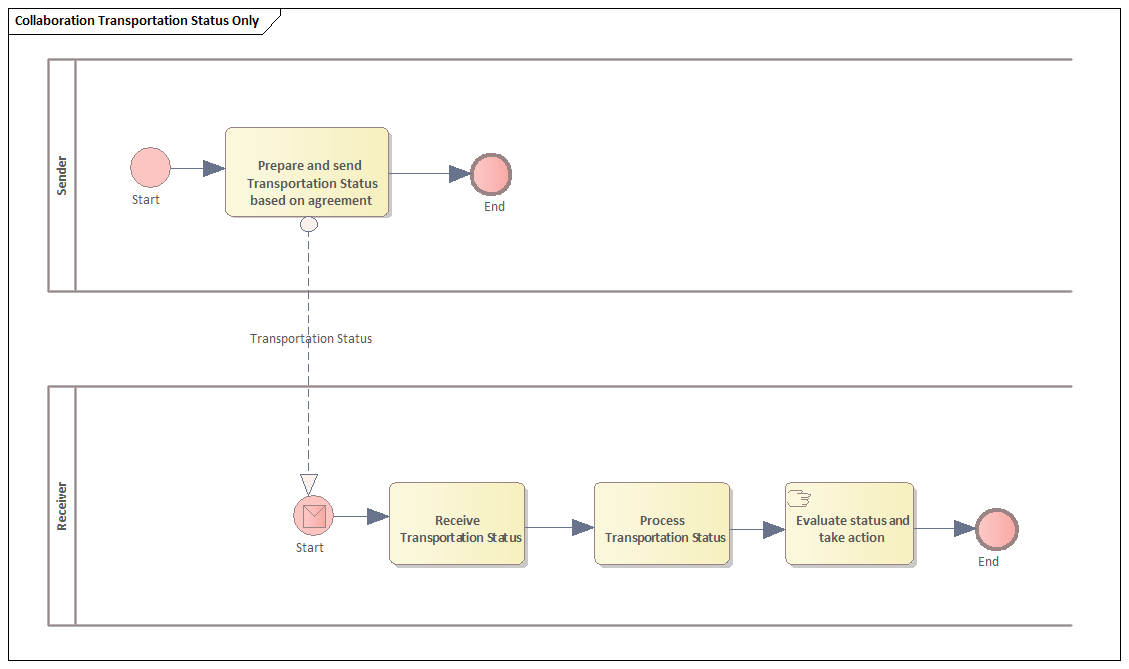 Collaboration Transportation Status Only
Sender
Start
Prepare and send
Transportation Status
based on agreement
End
Transportation Status
Receiver
Start
Receive
Transportation Status
Process
Transportation Status
Evaluate status and
take action
End